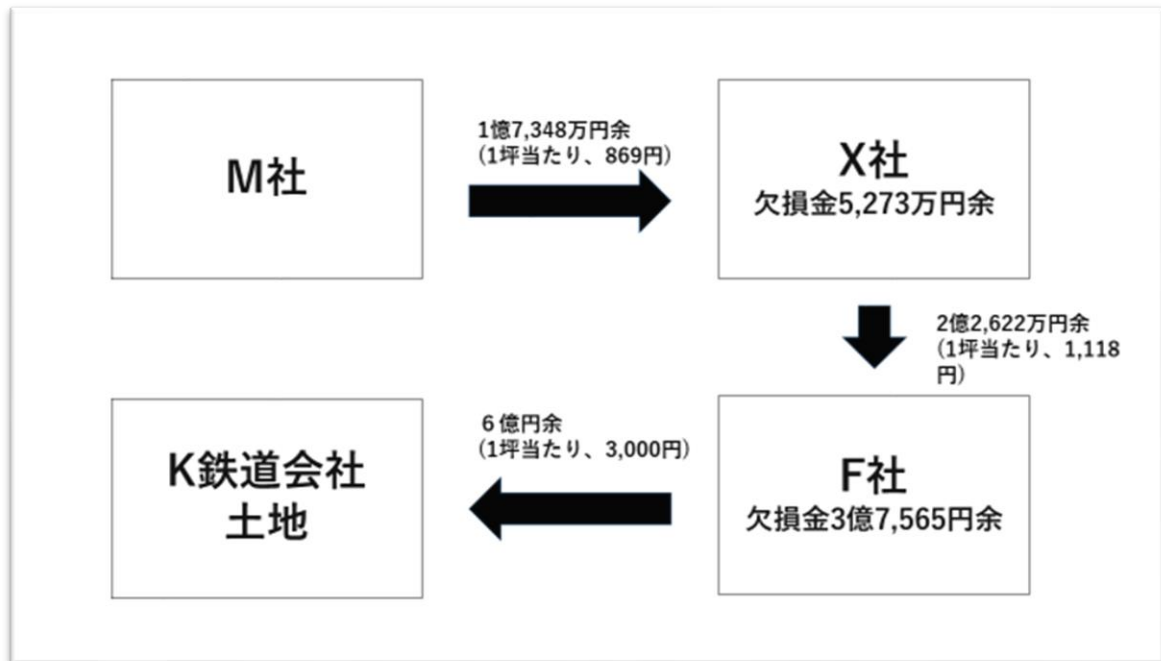 M社
1億7,348万円余
(1坪当たり、869円)
X社
欠損金5,273万円余
2億2,622万円余
(1坪当たり、1,118
円)
K鉄道会社
土地
6億円余
(1坪当たり、3,000円)
F社
欠損金3億7,565円余